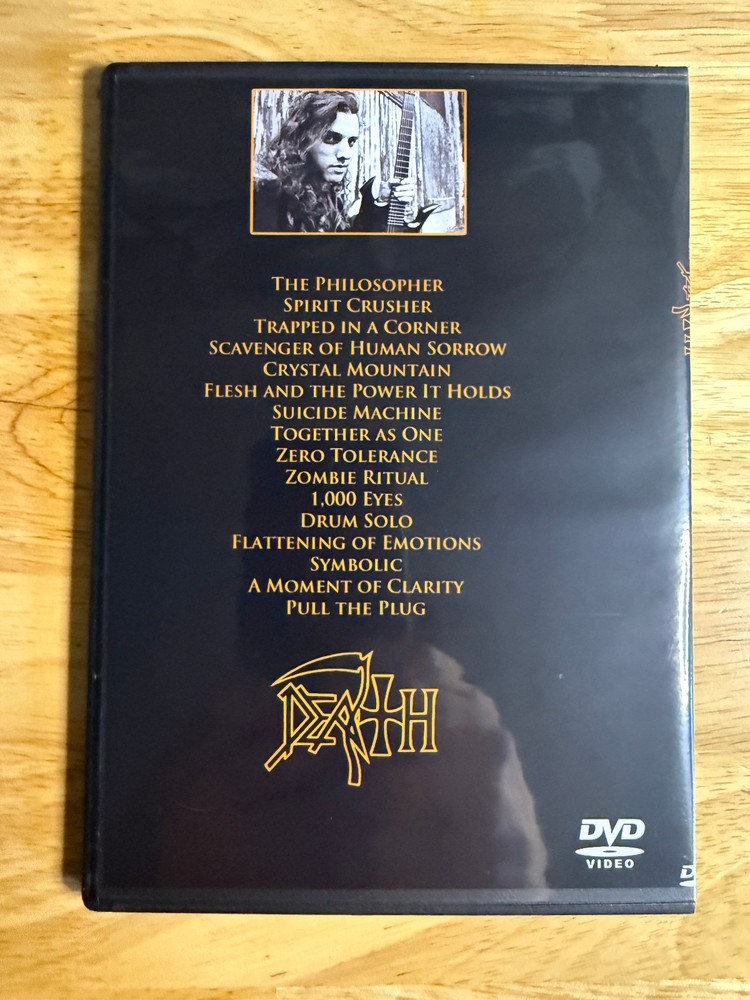 The Philosopher
Spirit Crusher
Trapped in a Corner
Scavenger of Human Sorrow
Crystal Mountain
Flesh and the Power It Holds
Suicide Machine
Together as One
Zero Tolerance
Zombie Ritual
1,000 Eyes
Drum Solo
Flattening of Emotions
Symbolic
A Moment of Clarity
Pull the Plug
DEATH
DVD
VIDEO